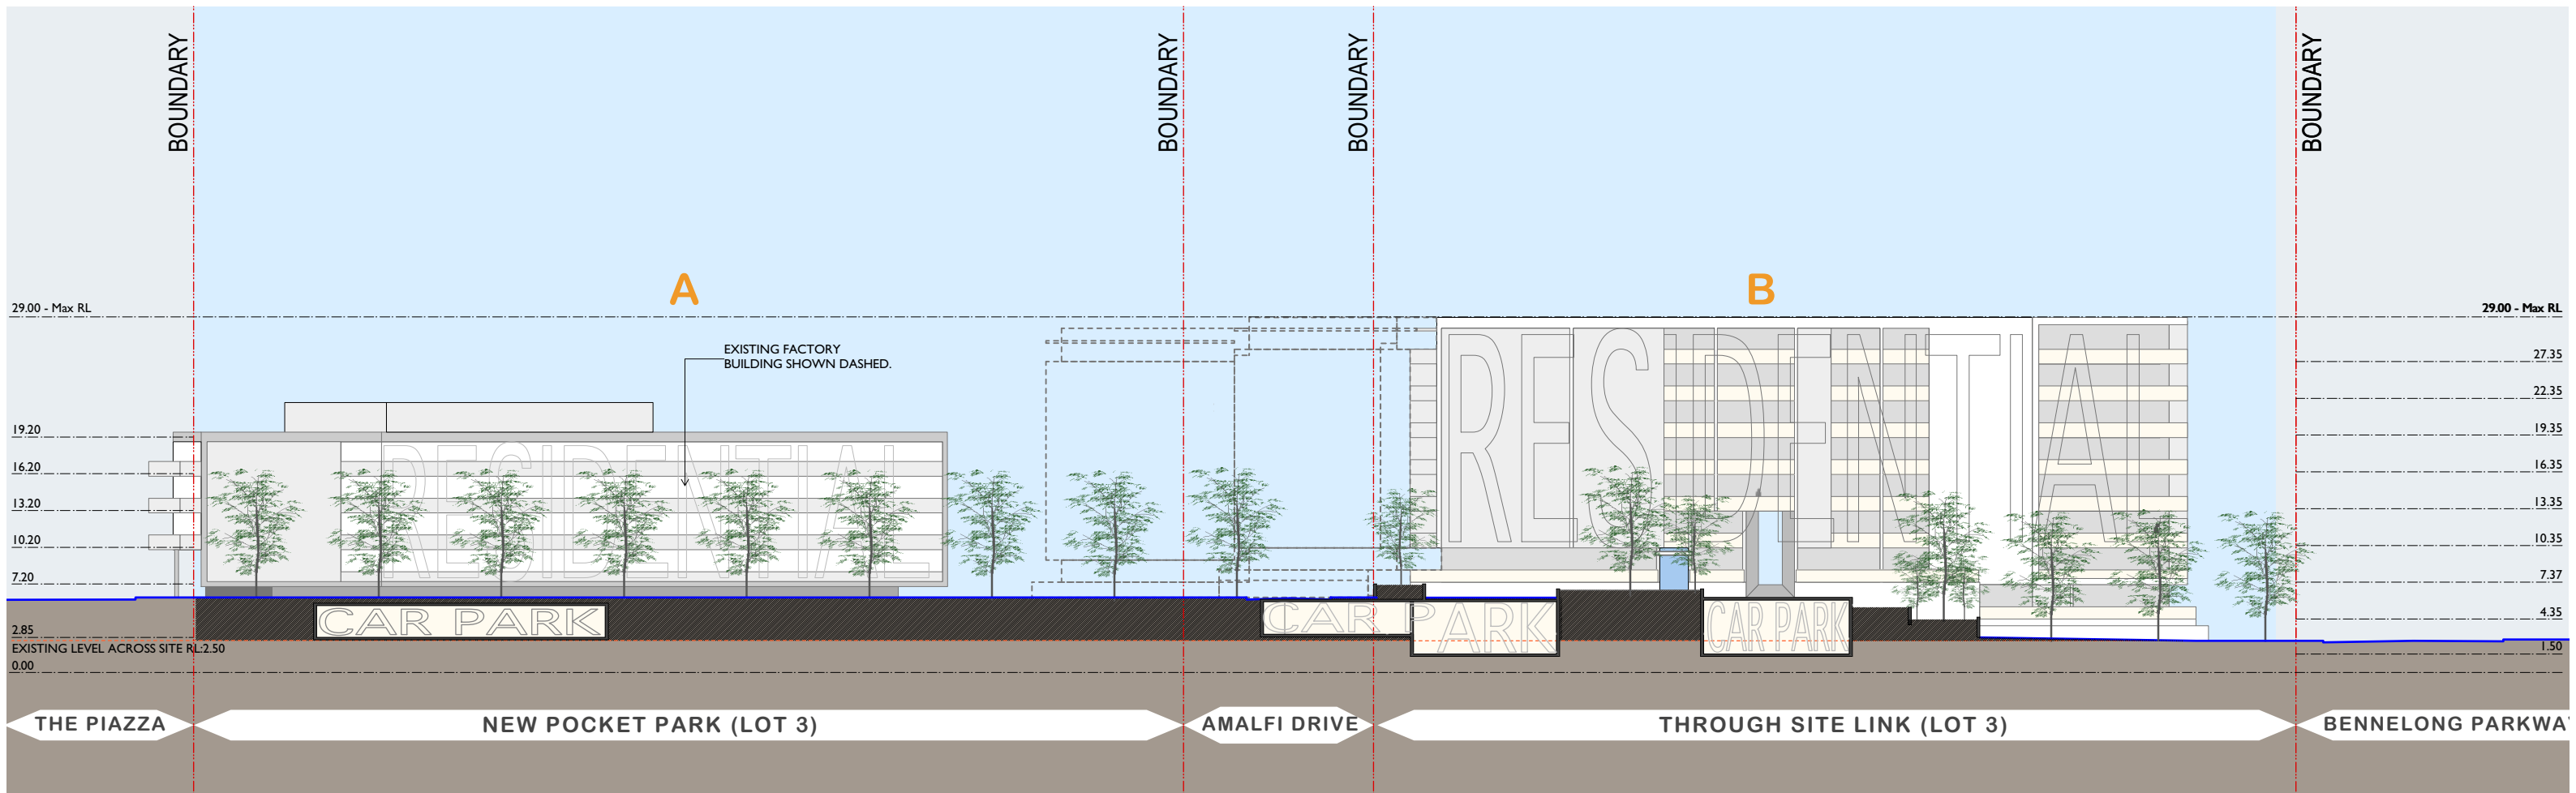 BOUNDARY
BOUNDARY
BOUNDARY
BOUNDARY
A
B
29.00 - Max RL
29.00 - Max RL
EXISTING FACTORY
BUILDING SHOWN DASHED.
RESIDENTIAL
RESIDENTIAL
19.20
16.20
13.20
10.20
7.20
2.85
EXISTING LEVEL ACROSS SITE RL:2.50
0.00
27.35
22.35
19.35
16.35
13.35
10.35
7.37
4.35
1.50
CAR PARK
CAR PARK
PARK
CAR PARK
THE PIAZZA
NEW POCKET PARK (LOT 3)
AMALFI DRIVE
THROUGH SITE LINK (LOT 3)
BENNELONG PARKWA